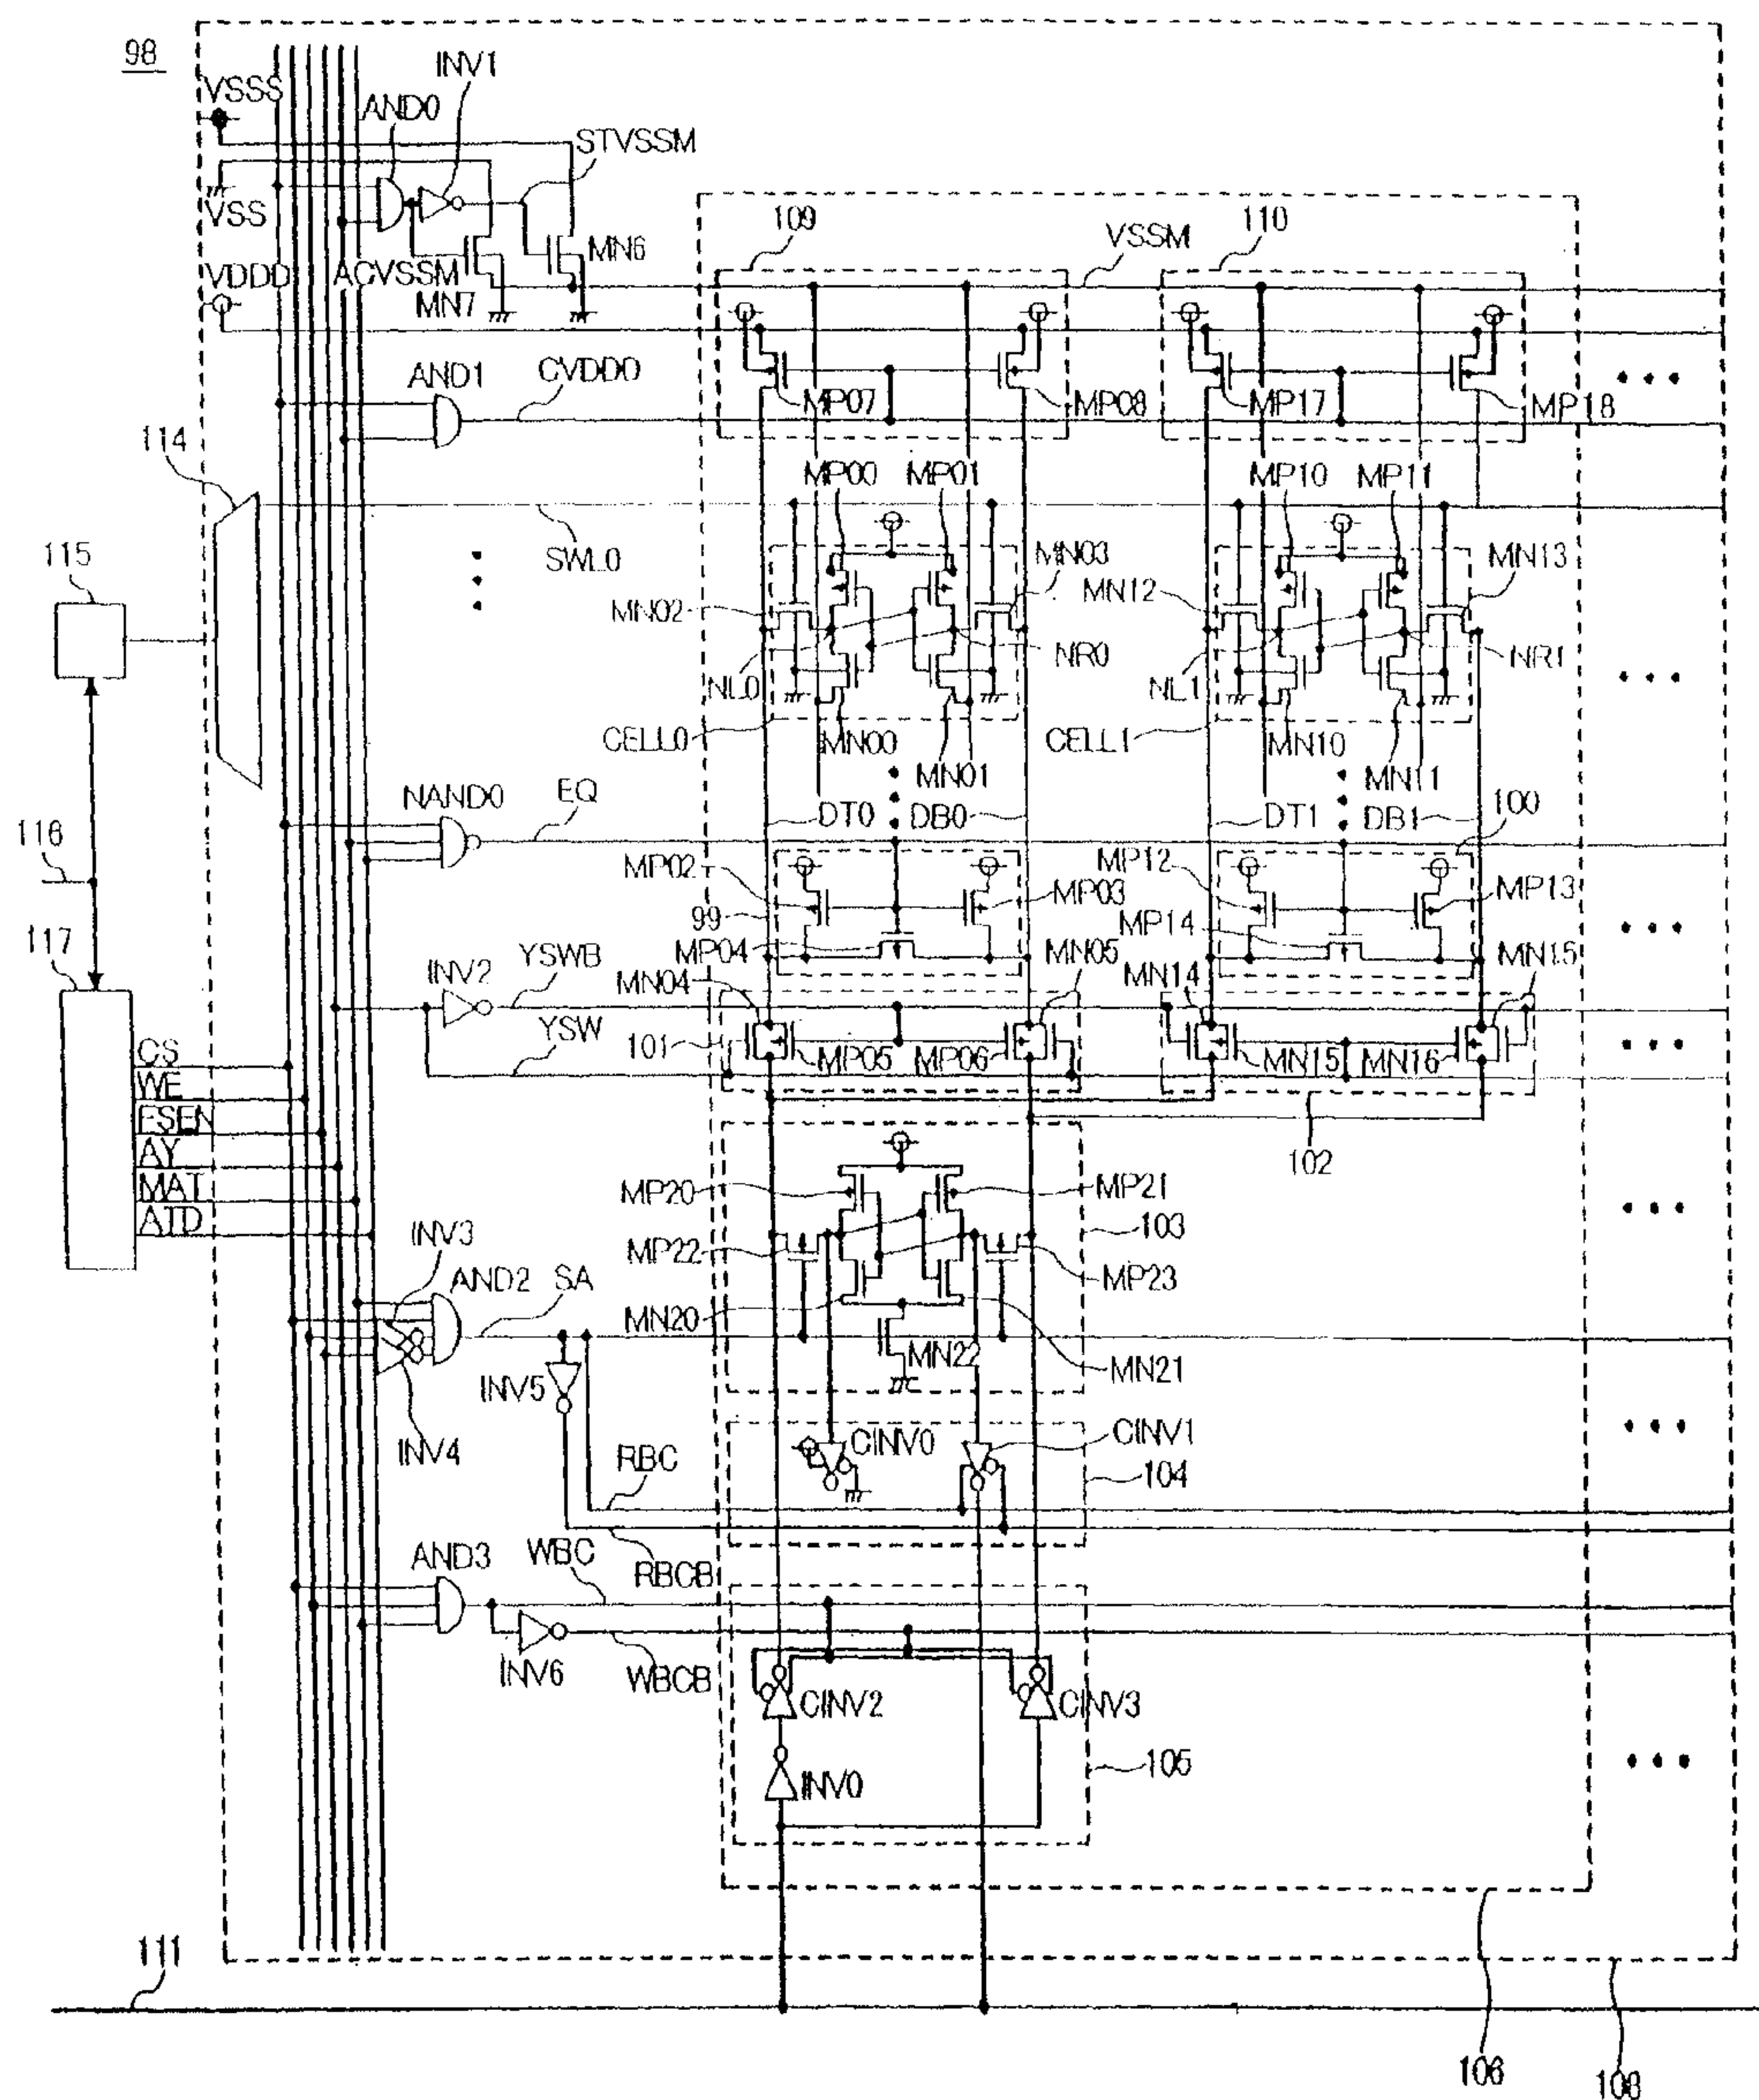 98
VSSS
INV1
AND0
STVSSM
VSS
MN6
109
VSSM
110
VDDD
ACVSSM
MN7
AND1
CVDD0
MP07
MP08
MP17
MP18
114
MP00
MP01
MP10
MP11
115
SWL0
MN03
MN13
MN02
MN12
NL0
NR0
NL1
NR1
CELL0
MN00
CELL1
MN10
MN01
MN11
NAND0
EQ
DT0
DB0
DT1
DB1
100
116
MP02
MP03
MP12
MP13
99
MP04
MP14
117
INV2
YSWB
MN04
MN05
MN14
MN15
YSW
101
MP05
MP06
MN15
MN16
CS
WE
FSEN
AY
MAT
ATD
102
MP20
MP21
103
INV3
AND2
SA
MP22
MP23
MN20
MN22
MN21
INV5
INV4
CINV0
CINV1
RBC
104
AND3
WBC
RBCB
INV6
WBCB
CINV2
CINV3
INV0
105
111
106
108